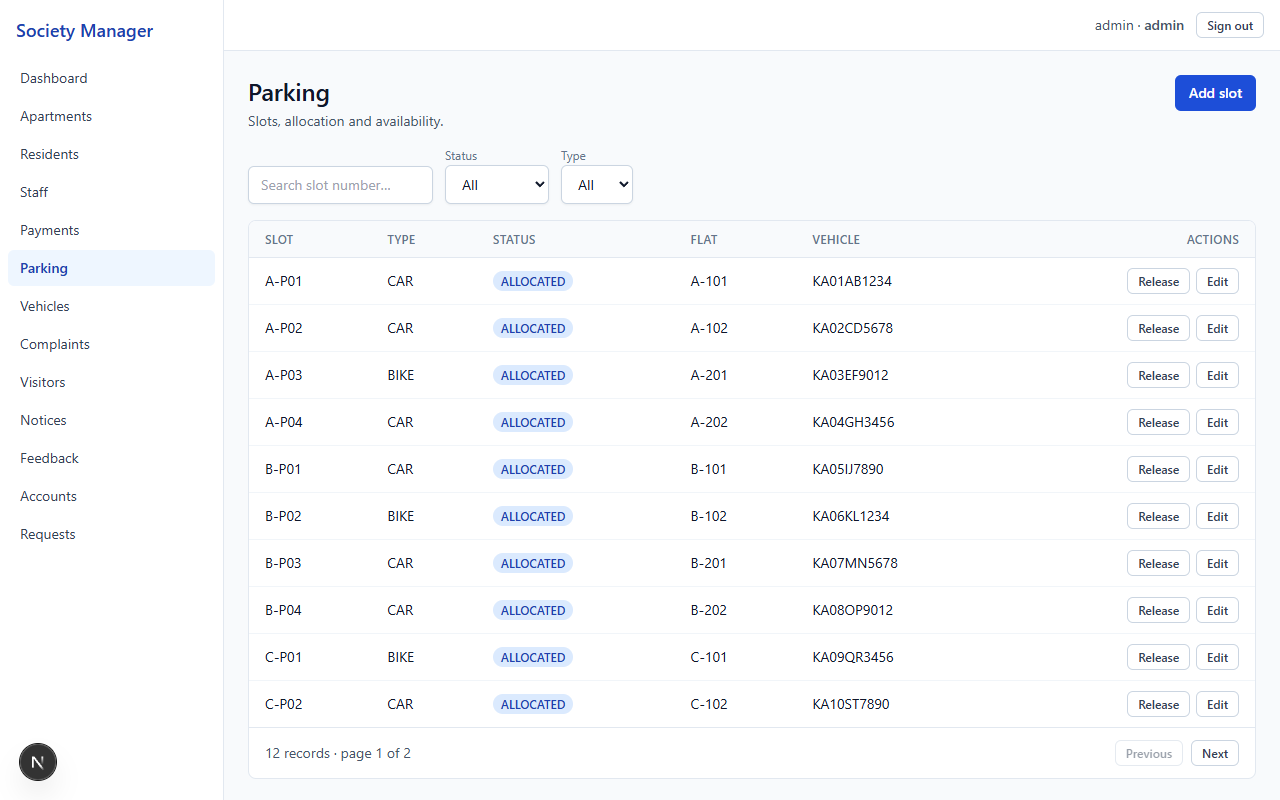 Society Manager
admin · admin
Sign out
Dashboard
Apartments
Residents
Staff
Payments
Parking
Vehicles
Complaints
Visitors
Notices
Feedback
Accounts
Requests
N
Parking
Add slot
Slots, allocation and availability.
Status
Type
Search slot number...
All
All
SLOT TYPE STATUS FLAT VEHICLE ACTIONS
A-P01 CAR ALLOCATED A-101 KA01AB1234 Release Edit
A-P02 CAR ALLOCATED A-102 KA02CD5678 Release Edit
A-P03 BIKE ALLOCATED A-201 KA03EF9012 Release Edit
A-P04 CAR ALLOCATED A-202 KA04GH3456 Release Edit
B-P01 CAR ALLOCATED B-101 KA05IJ7890 Release Edit
B-P02 BIKE ALLOCATED B-102 KA06KL1234 Release Edit
B-P03 CAR ALLOCATED B-201 KA07MN5678 Release Edit
B-P04 CAR ALLOCATED B-202 KA08OP9012 Release Edit
C-P01 BIKE ALLOCATED C-101 KA09QR3456 Release Edit
C-P02 CAR ALLOCATED C-102 KA10ST7890 Release Edit
12 records · page 1 of 2
Previous
Next